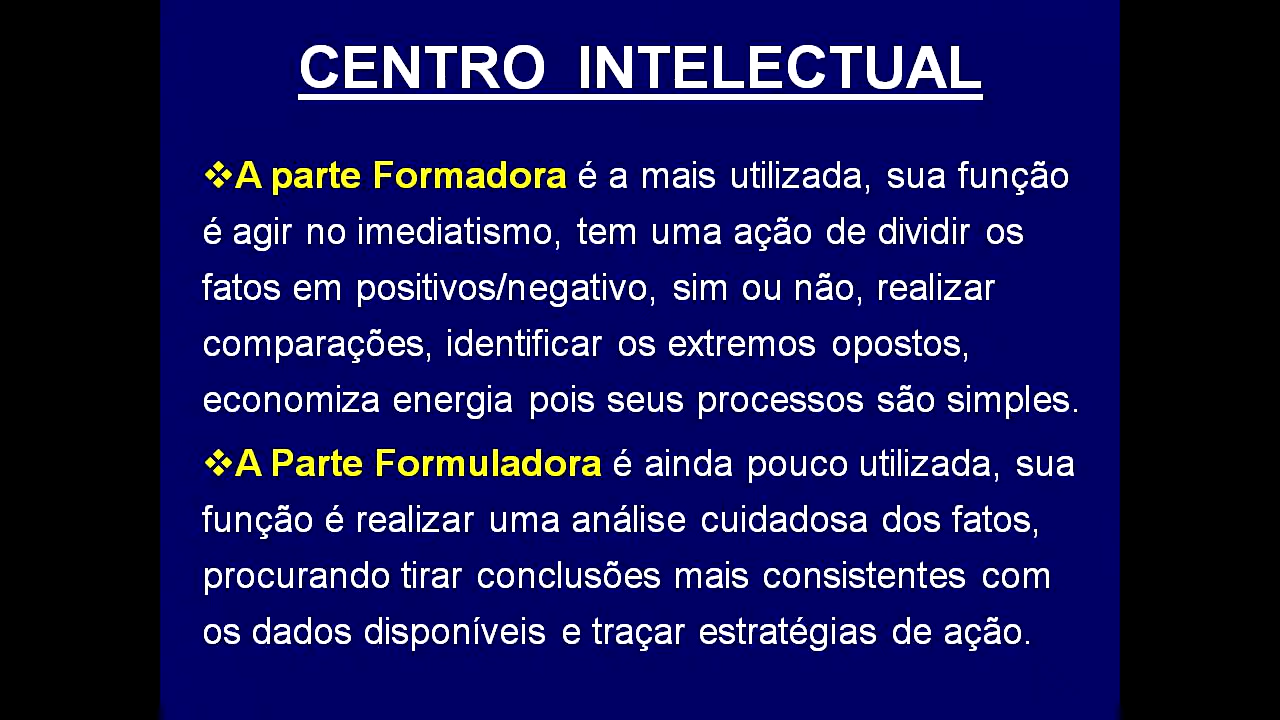 CENTRO INTELECTUAL
❖A parte Formadora é a mais utilizada, sua função
é agir no imediatismo, tem uma ação de dividir os
fatos em positivos/negativo, sim ou não, realizar
comparações, identificar os extremos opostos,
economiza energia pois seus processos são simples.
❖A Parte Formuladora é ainda pouco utilizada, sua
função é realizar uma análise cuidadosa dos fatos,
procurando tirar conclusões mais consistentes com
os dados disponíveis e traçar estratégias de ação.